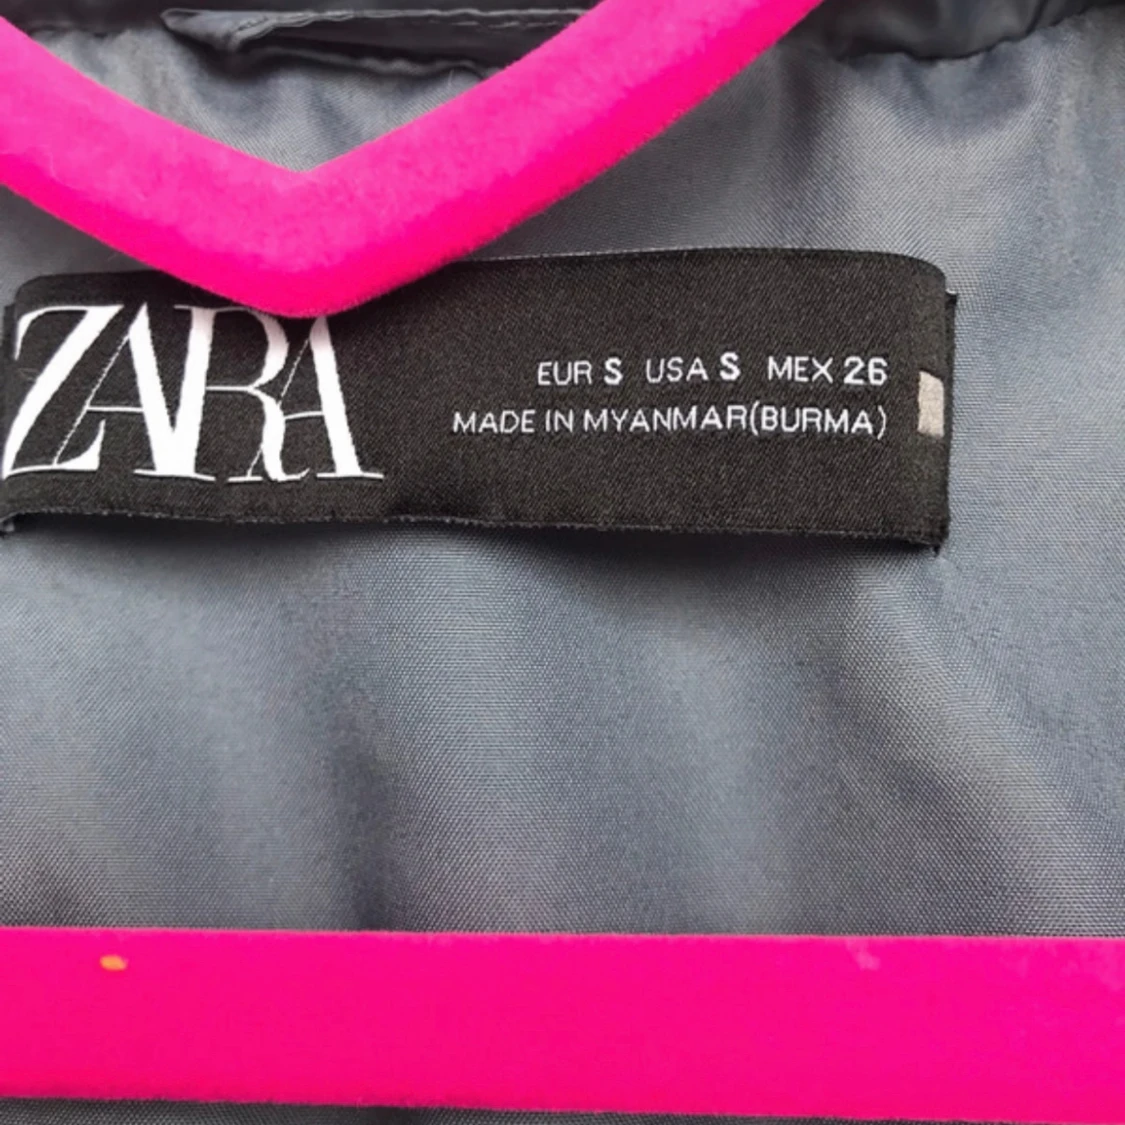 ZARA
EUR S USA S MEX 26
MADE IN MYANMAR(BURMA)